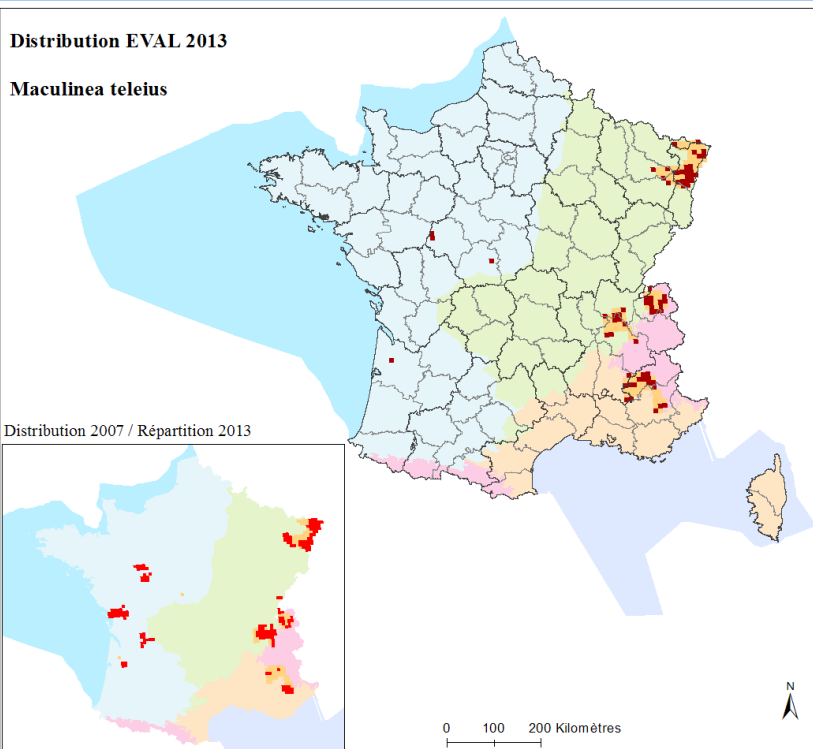 Distribution EVAL 2013
Maculinea teleius
Distribution 2007 / Répartition 2013
N
0 100 200 Kilomètres